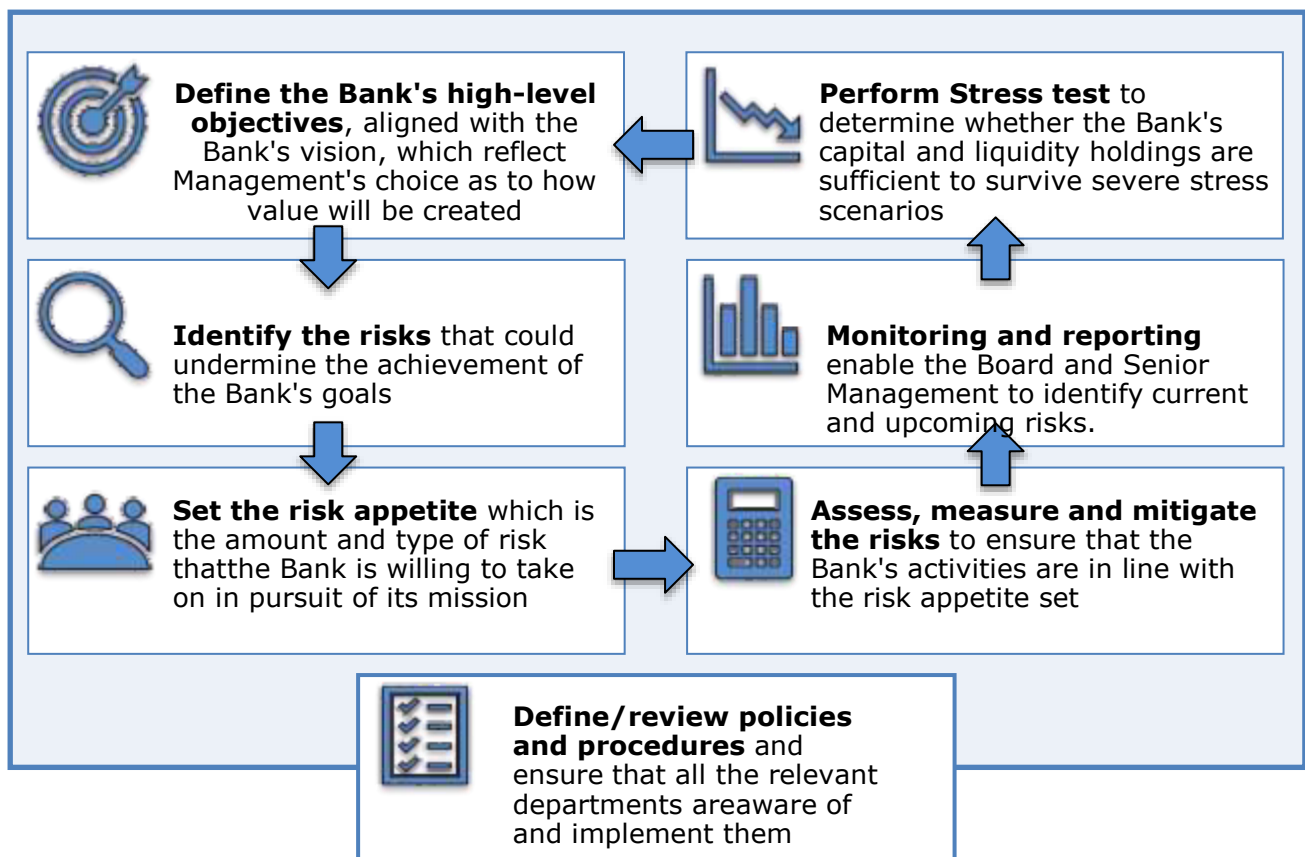 Define the Bank's high-level
objectives, aligned with the
Bank's vision, which reflect
Management's choice as to how
value will be created
Identify the risks that could
undermine the achievement of
the Bank's goals
Set the risk appetite which is
the amount and type of risk
thatthe Bank is willing to take
on in pursuit of its mission
Assess, measure and mitigate
the risks to ensure that the
Bank's activities are in line with
the risk appetite set
Monitoring and reporting
enable the Board and Senior
Management to identify current
and upcoming risks.
Perform Stress test to
determine whether the Bank's
capital and liquidity holdings are
sufficient to survive severe stress
scenarios
Define/review policies
and procedures and
ensure that all the relevant
departments areaware of
and implement them